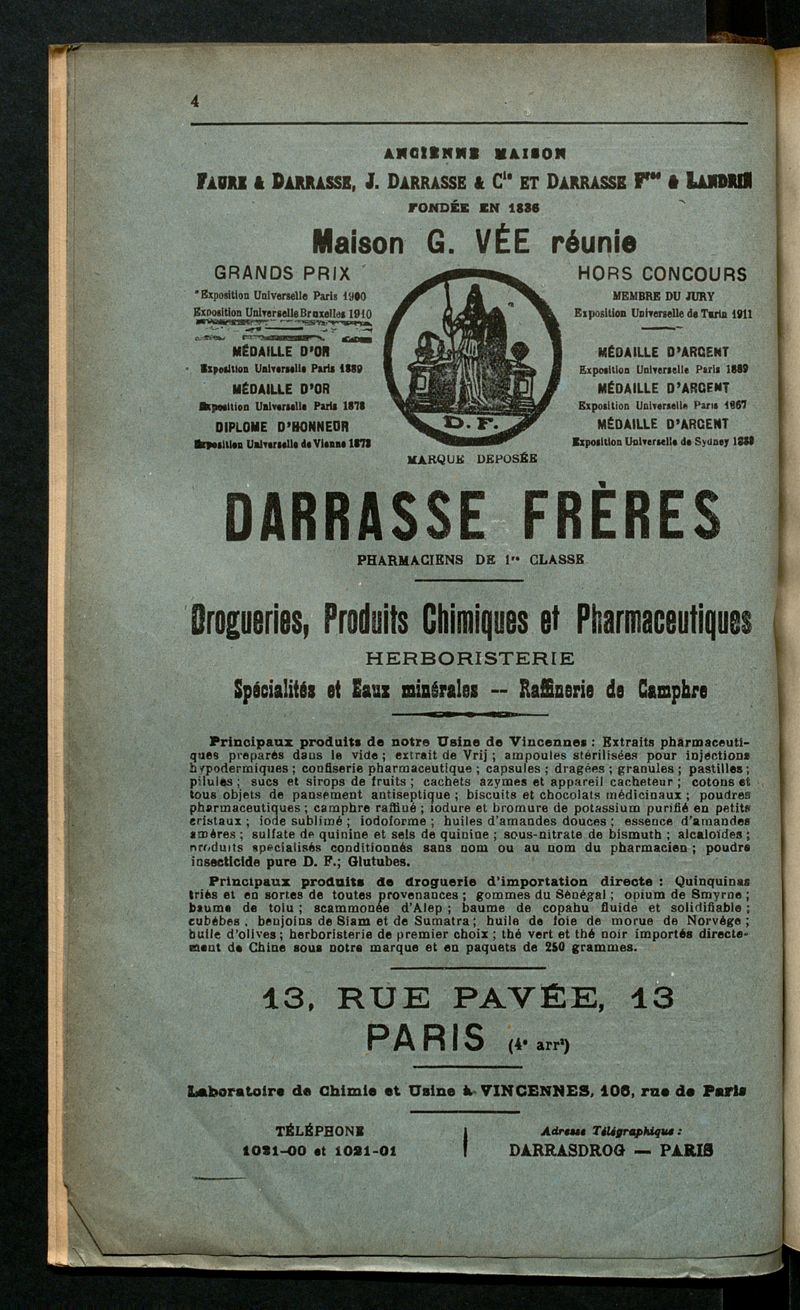 4
ANCIENNE MAISON
FAURE & DARRASSE, J. DARRASSE & Cie ET DARRASSE Fres & LANDRIN
FONDÉE EN 1836
Maison G. VÉE réunie
GRANDS PRIX
Exposition Universelle Paris 1900
Exposition Universelle Bruxelles 1910
MÉDAILLE D'OR
Exposition Universelle Paris 1889
MÉDAILLE D'OR
Exposition Universelle Paris 1878
DIPLOME D'HONNEUR
Exposition Universelle de Vienne 1873
D. F.
MARQUE DEPOSÉE
HORS CONCOURS
MEMBRE DU JURY
Exposition Universelle de Turin 1911
MÉDAILLE D'ARGENT
Exposition Universelle Paris 1889
MÉDAILLE D'ARGENT
Exposition Universelle Paris 1867
MÉDAILLE D'ARGENT
Exposition Universelle de Sydney 1880
DARRASSE FRÈRES
PHARMACIENS DE 1re CLASSE
Drogueries, Produits Chimiques et Pharmaceutiques
HERBORISTERIE
Spécialités et Eaux minérales — Raffinerie de Camphre
Principaux produits de notre Usine de Vincennes : Extraits pharmaceuti-
ques preparés dans le vide ; extrait de Vrij ; ampoules stérilisées pour injections
hypodermiques ; confiserie pharmaceutique ; capsules ; dragées ; granules ; pastilles ;
pilules ; sucs et sirops de fruits ; cachets azymes et appareil cacheteur ; cotons et
tous objets de pansement antiseptique ; biscuits et chocolats médicinaux ; poudres
pharmaceutiques ; camphre raffiné ; iodure et bromure de potassium purifié en petits
cristaux ; iode sublimé ; iodoforme ; huiles d'amandes douces ; essence d'amandes
amères ; sulfate de quinine et sels de quinine ; sous-nitrate de bismuth ; alcaloïdes ;
produits spécialisés conditionnés sans nom ou au nom du pharmacien ; poudre
insecticide pure D. F.; Glutubes.
Principaux produits de droguerie d'importation directe : Quinquinas
triés et en sortes de toutes provenances ; gommes du Sénégal ; opium de Smyrne ;
baume de tolu ; scammonée d'Alep ; baume de copahu fluide et solidifiable ;
cubèbes, benjoins de Siam et de Sumatra ; huile de foie de morue de Norvège ;
huile d'olives ; herboristerie de premier choix ; thé vert et thé noir importés directe-
ment de Chine sous notre marque et en paquets de 250 grammes.
13, RUE PAVÉE, 13
PARIS (4e arrt)
Laboratoire de Chimie et Usine à VINCENNES, 106, rue de Paris
TÉLÉPHONE
1021-00 et 1021-01
Adresse Télégraphique :
DARRASDROG — PARIS